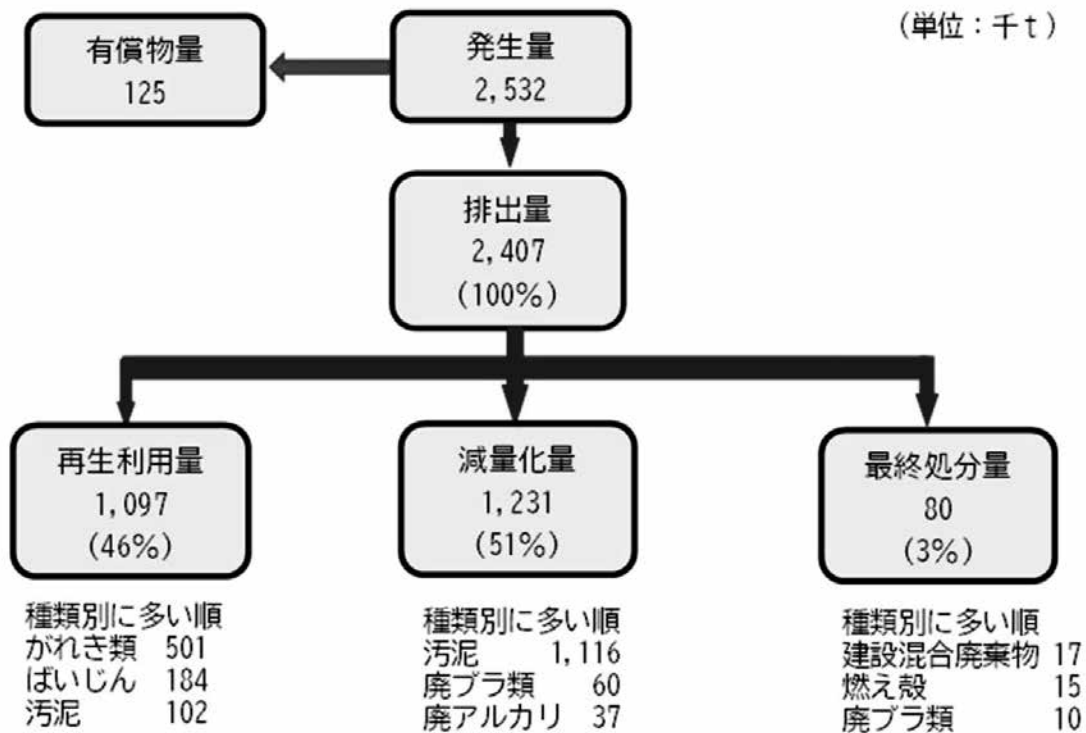 (単位：千t)
有償物量
125
発生量
2,532
排出量
2,407
(100%)
再生利用量
1,097
(46%)
減量化量
1,231
(51%)
最終処分量
80
(3%)
種類別に多い順
がれき類 501
ばいじん 184
汚泥 102
種類別に多い順
汚泥 1,116
廃プラ類 60
廃アルカリ 37
種類別に多い順
建設混合廃棄物 17
燃え殻 15
廃プラ類 10